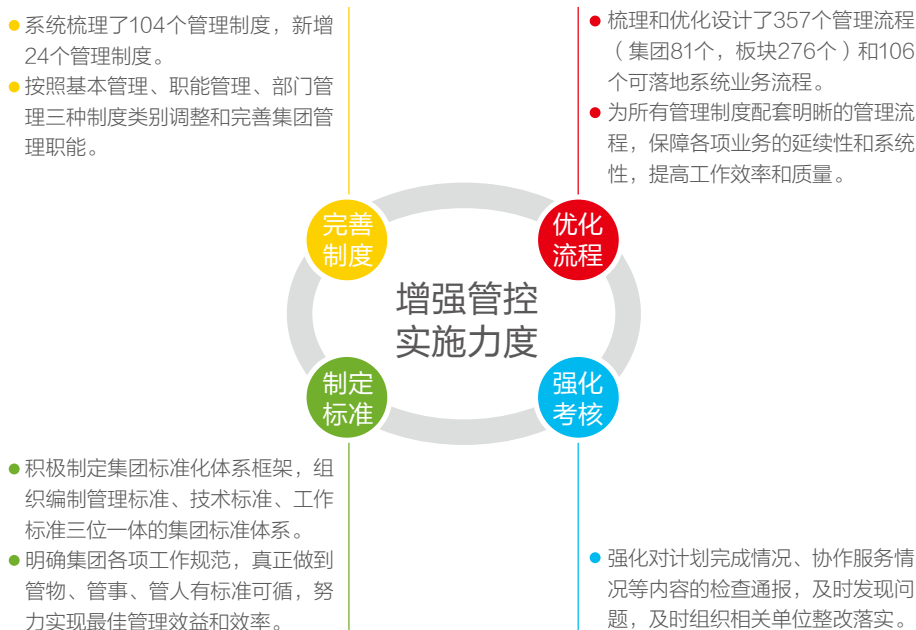 ● 系统梳理了104个管理制度，新增
24个管理制度。
● 按照基本管理、职能管理、部门管
理三种制度类别调整和完善集团管
理职能。
● 梳理和优化设计了357个管理流程
（集团81个，板块276个）和106
个可落地系统业务流程。
● 为所有管理制度配套明晰的管理流
程，保障各项业务的延续性和系统
性，提高工作效率和质量。
完善
制度
优化
流程
增强管控
实施力度
制定
标准
强化
考核
● 积极制定集团标准化体系框架，组
织编制管理标准、技术标准、工作
标准三位一体的集团标准体系。
● 明确集团各项工作规范，真正做到
管物、管事、管人有标准可循，努
力实现最佳管理效益和效率。
● 强化对计划完成情况、协作服务情
况等内容的检查通报，及时发现问
题，及时组织相关单位整改落实。